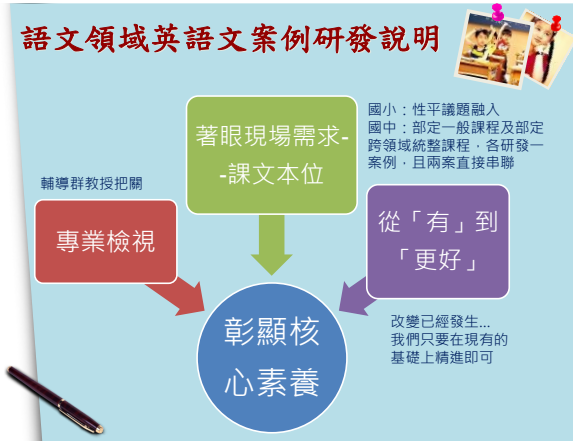 語文領域英語文案例研發說明
國小：性平議題融入
國中：部定一般課程及部定
跨領域統整課程，各研發一
案例，且兩案直接串聯
著眼現場需求-
-課文本位
輔導群教授把關
專業檢視
從「有」到
「更好」
彰顯核
心素養
改變已經發生...
我們只要在現有的
基礎上精進即可